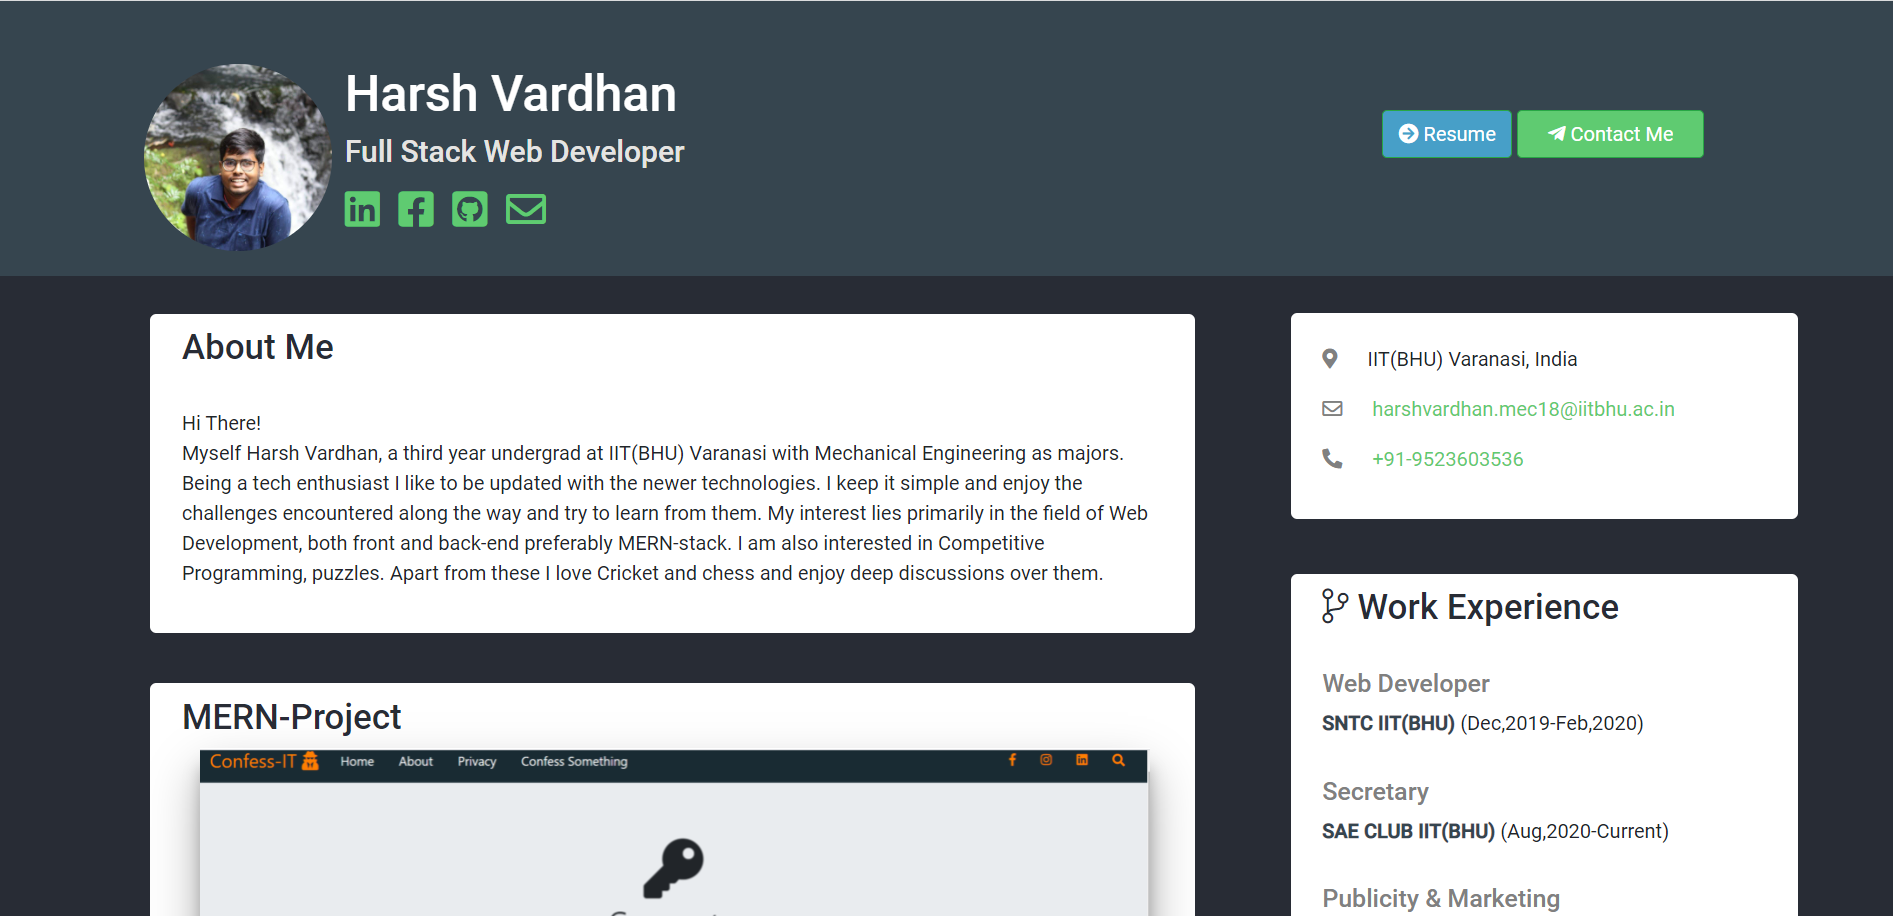 Harsh Vardhan
Full Stack Web Developer
Resume
Contact Me
About Me
Hi There!
Myself Harsh Vardhan, a third year undergrad at IIT(BHU) Varanasi with Mechanical Engineering as majors.
Being a tech enthusiast I like to be updated with the newer technologies. I keep it simple and enjoy the
challenges encountered along the way and try to learn from them. My interest lies primarily in the field of Web
Development, both front and back-end preferably MERN-stack. I am also interested in Competitive
Programming, puzzles. Apart from these I love Cricket and chess and enjoy deep discussions over them.
MERN-Project
Confess-IT Home About Privacy Confess Something
IIT(BHU) Varanasi, India
harshvardhan.mec18@iitbhu.ac.in
+91-9523603536
Work Experience
Web Developer
SNTC IIT(BHU) (Dec,2019-Feb,2020)
Secretary
SAE CLUB IIT(BHU) (Aug,2020-Current)
Publicity & Marketing